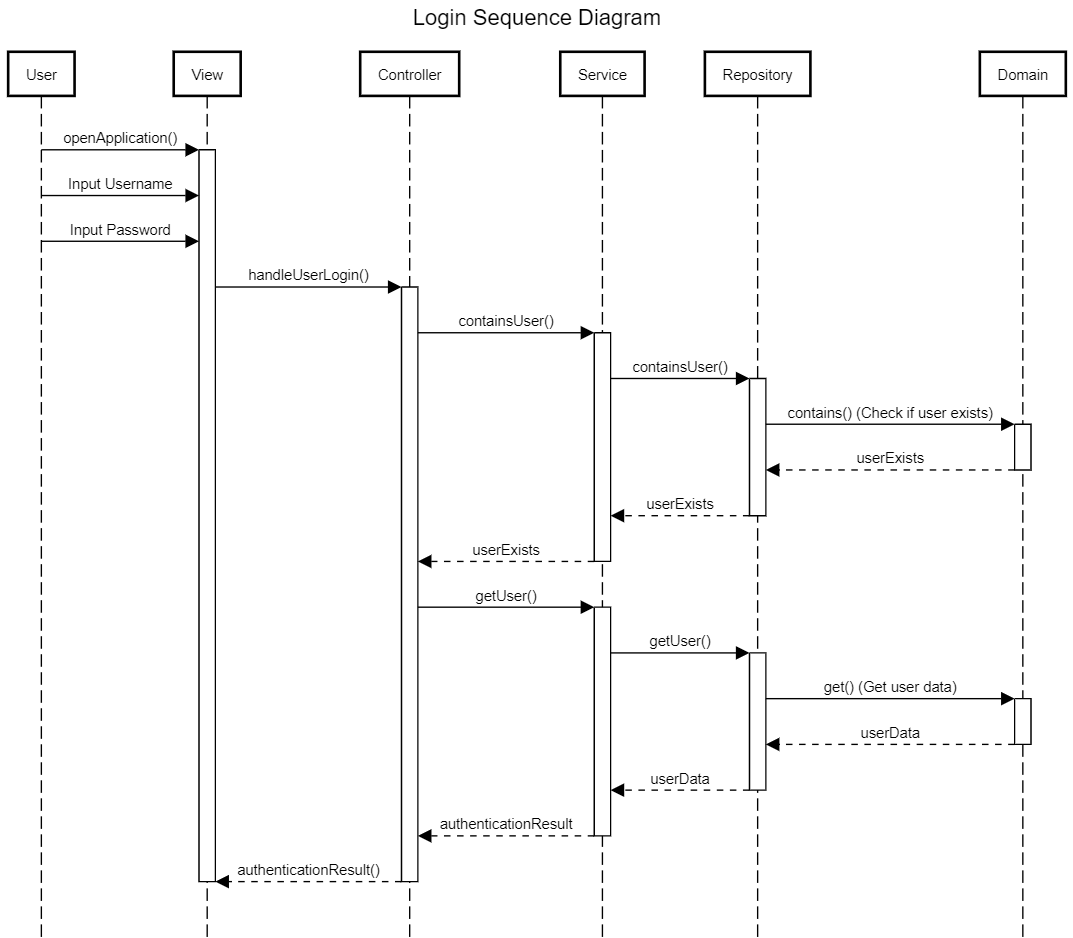 Login Sequence Diagram
User
View
Controller
Service
Repository
Domain
openApplication()
Input Username
Input Password
handleUserLogin()
containsUser()
containsUser()
contains() (Check if user exists)
userExists
userExists
userExists
getUser()
getUser()
get() (Get user data)
userData
userData
authenticationResult
authenticationResult()